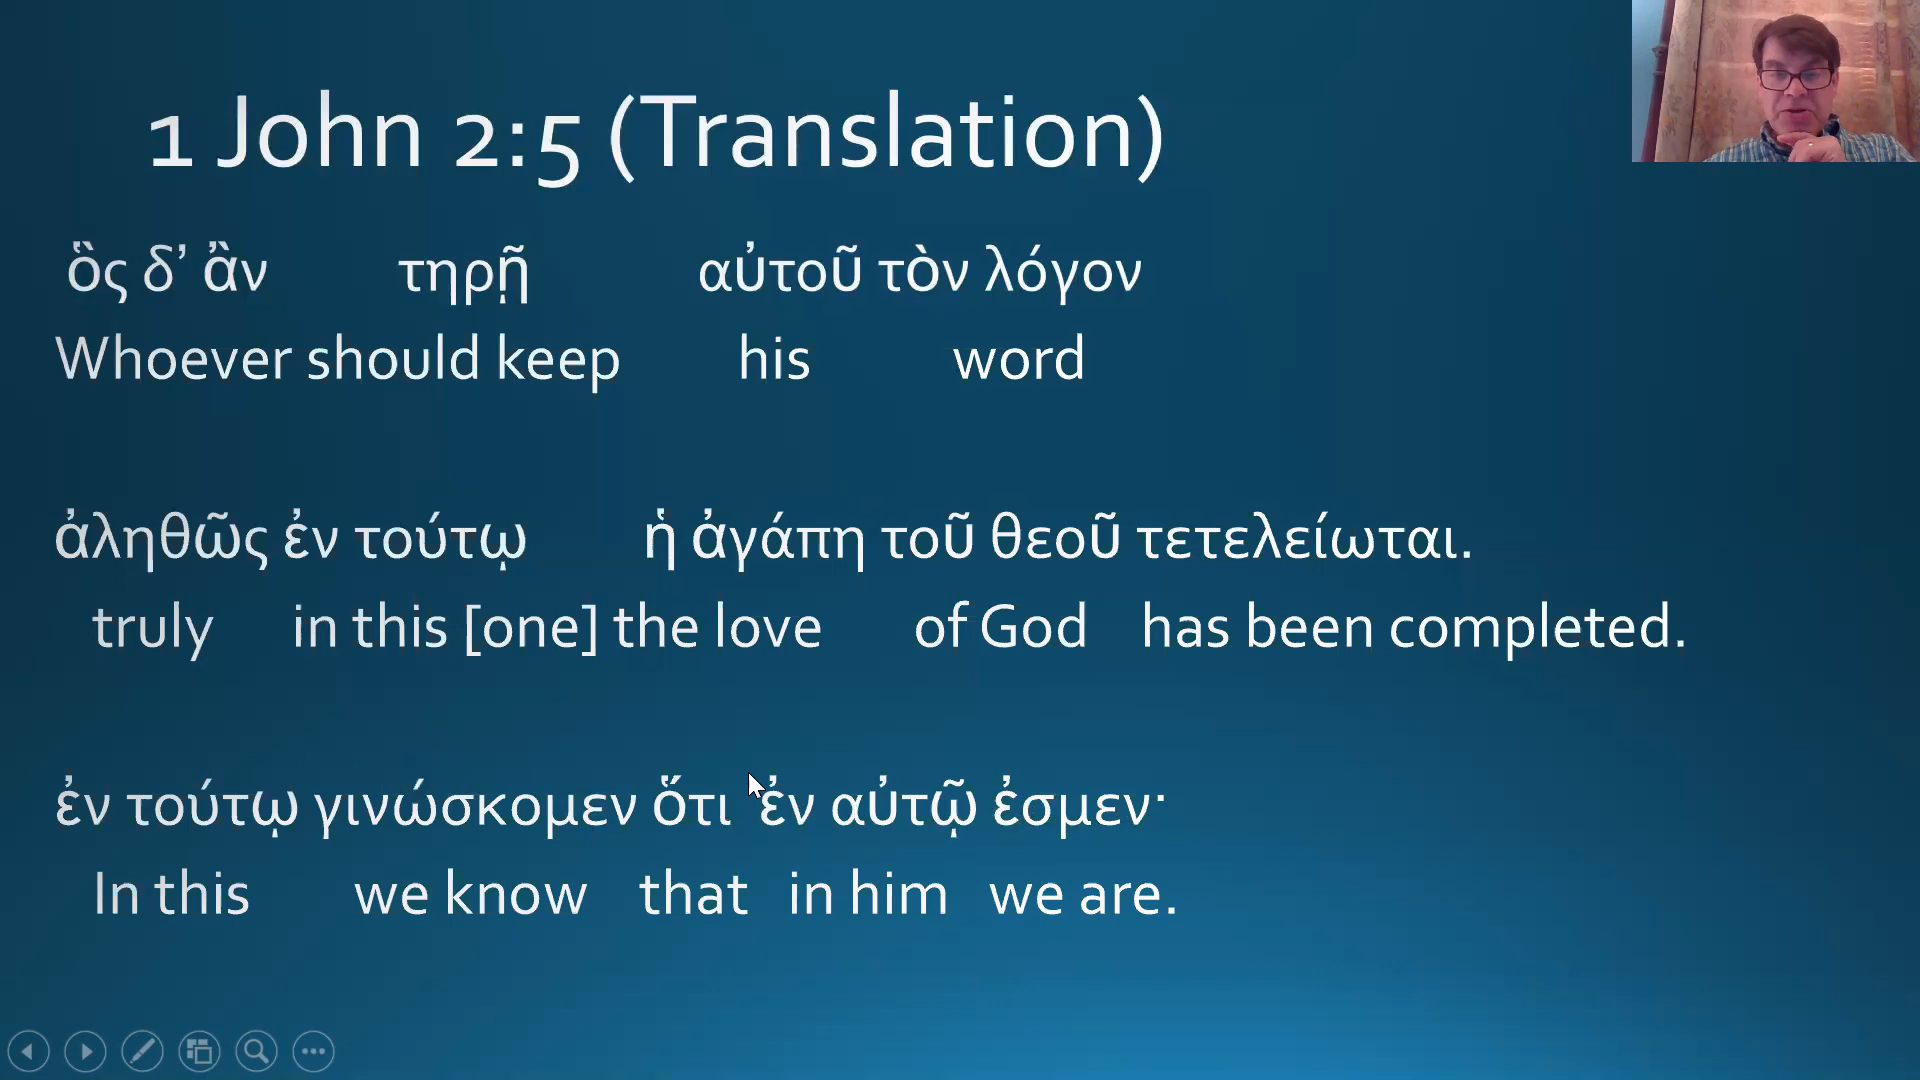 1 John 2:5 (Translation)
ὃς δ’ ἂν τηρῇ αὐτοῦ τὸν λόγον
Whoever should keep his word
ἀληθῶς ἐν τούτῳ ἡ ἀγάπη τοῦ θεοῦ τετελείωται.
truly in this [one] the love of God has been completed.
ἐν τούτῳ γινώσκομεν ὅτι ἐν αὐτῷ ἐσμεν·
In this we know that in him we are.